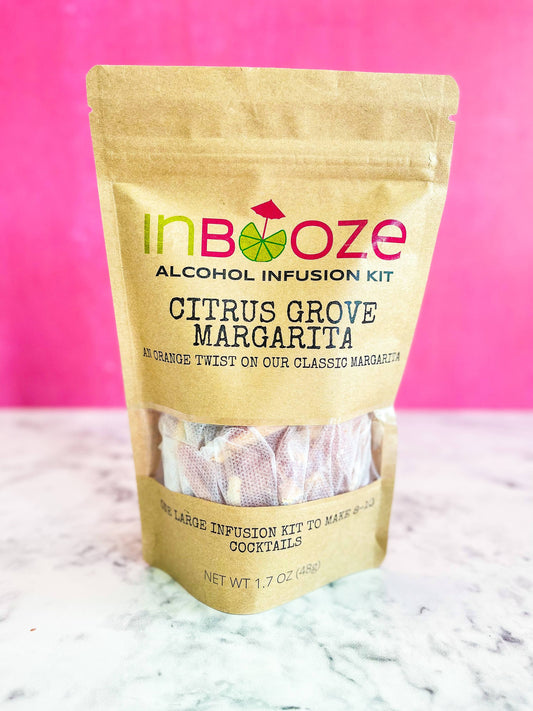 INBOOZE
ALCOHOL INFUSION KIT
CITRUS GROVE
MARGARITA
AN ORANGE TWIST ON OUR CLASSIC MARGARITA
ONE LARGE INFUSION KIT TO MAKE 8-10
COCKTAILS
NET WT 1.7 OZ (48g)